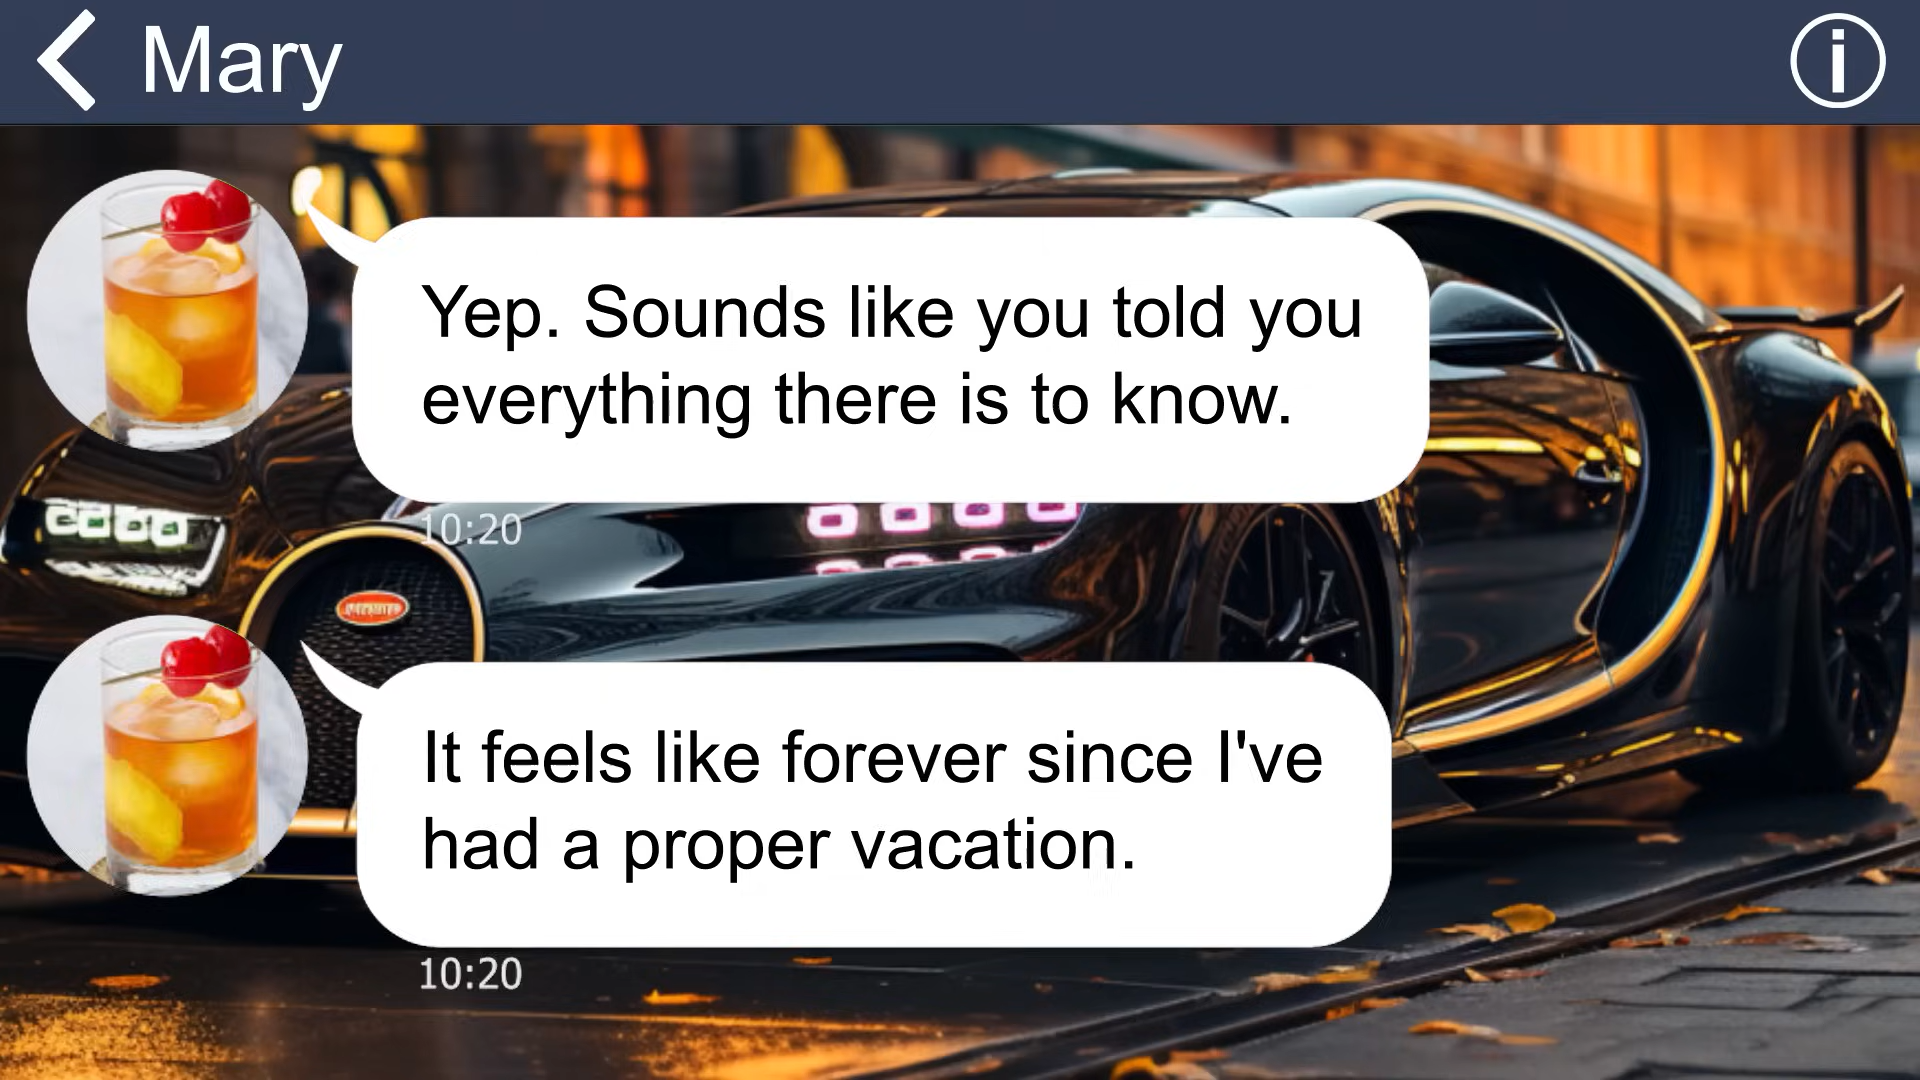 Mary
Yep. Sounds like you told you
everything there is to know.
10:20
It feels like forever since I've
had a proper vacation.
10:20